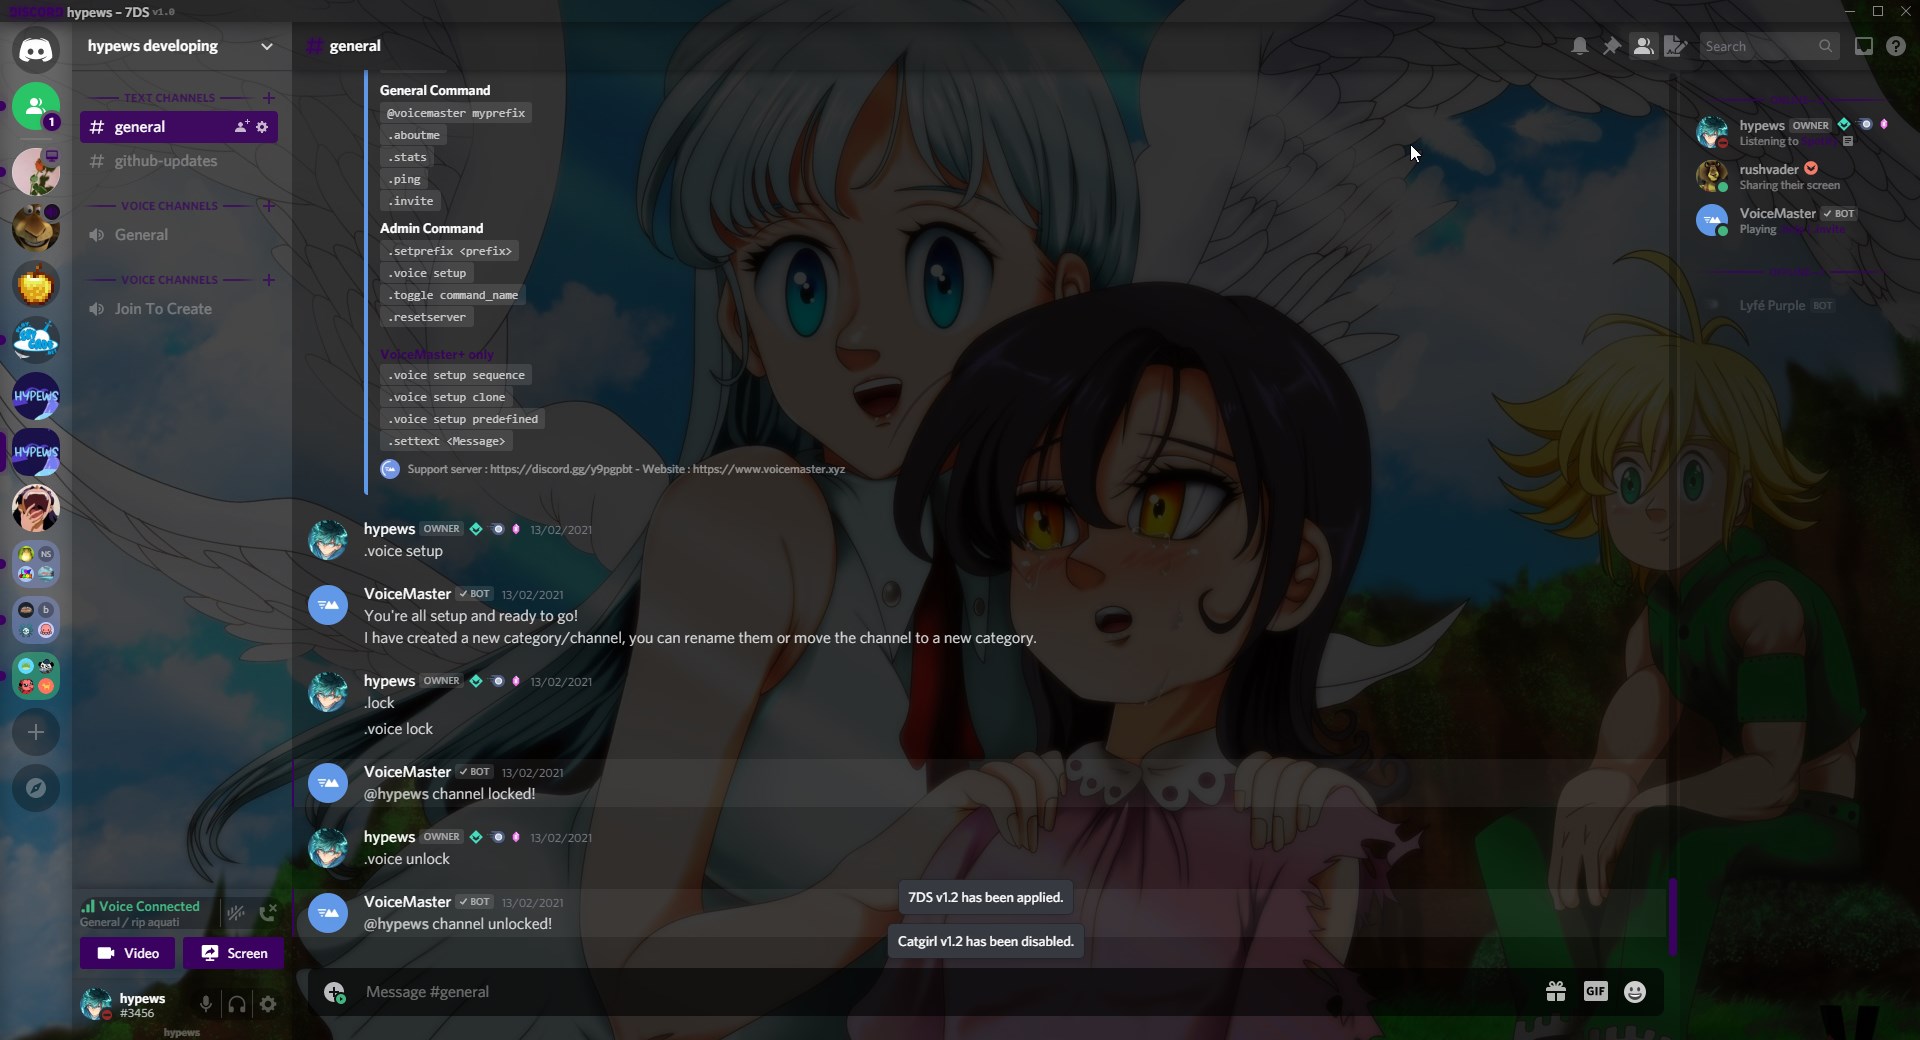 DISCORD hypews – 7DS v1.0
hypews developing
general
Search
TEXT CHANNELS
general
github-updates
VOICE CHANNELS
General
VOICE CHANNELS
Join To Create
1
HYPEWS
HYPEWS
NS
b
General Command
@voicemaster myprefix
.aboutme
.stats
.ping
.invite
Admin Command
.setprefix <prefix>
.voice setup
.toggle command_name
.resetserver
VoiceMaster+ only
.voice setup sequence
.voice setup clone
.voice setup predefined
.settext <Message>
Support server : https://discord.gg/y9pgpbt - Website : https://www.voicemaster.xyz
hypews OWNER 13/02/2021
.voice setup
VoiceMaster ✓ BOT 13/02/2021
You're all setup and ready to go!
I have created a new category/channel, you can rename them or move the channel to a new category.
hypews OWNER 13/02/2021
.lock
.voice lock
VoiceMaster ✓ BOT 13/02/2021
@hypews channel locked!
hypews OWNER 13/02/2021
.voice unlock
VoiceMaster ✓ BOT 13/02/2021
@hypews channel unlocked!
7DS v1.2 has been applied.
Catgirl v1.2 has been disabled.
Message #general
GIF
Voice Connected
General / rip aquati
Video
Screen
hypews
#3456
hypews
hypews OWNER
Listening to
rushvader
Sharing their screen
VoiceMaster ✓ BOT
Playing
Lyfé Purple BOT